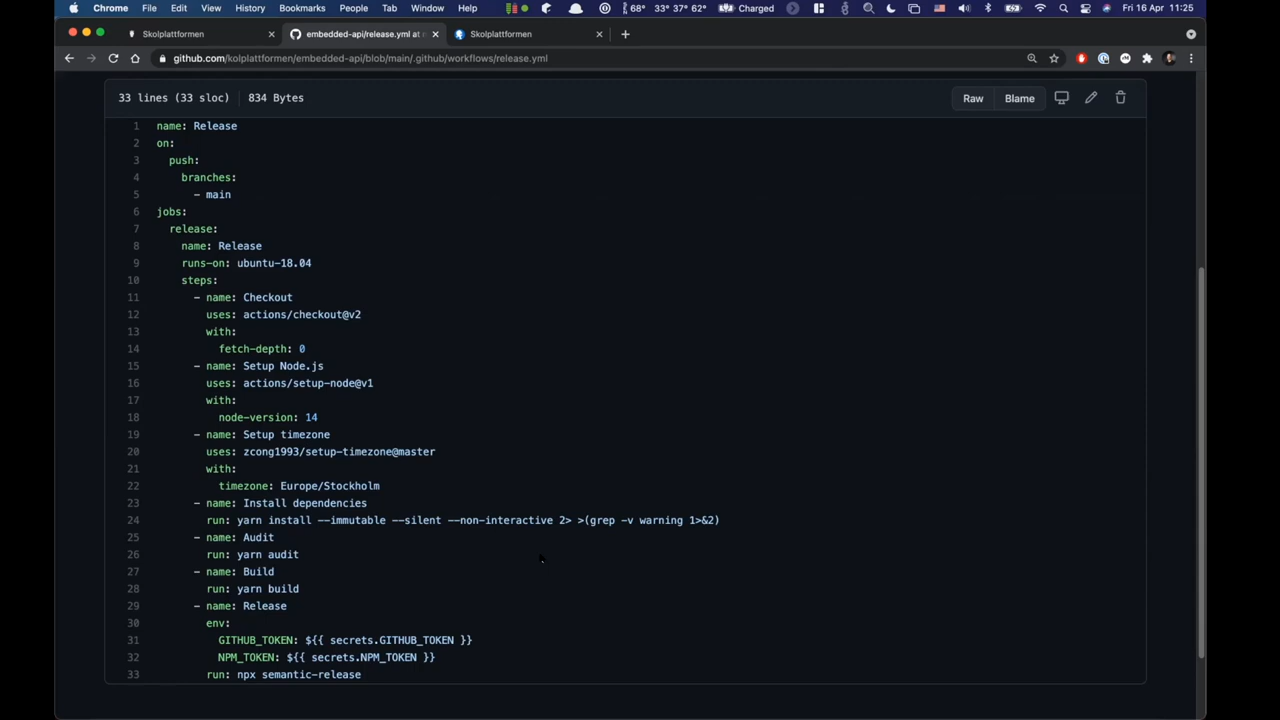 Chrome File Edit View History Bookmarks People Tab Window Help 68° 33° 37° 62° Charged Fri 16 Apr 11:25
Skolplattformen embedded-api/release.yml at Skolplattformen
github.com/kolplattformen/embedded-api/blob/main/.github/workflows/release.yml
33 lines (33 sloc) 834 Bytes Raw Blame
1 name: Release
2 on:
3 push:
4 branches:
5 - main
6 jobs:
7 release:
8 name: Release
9 runs-on: ubuntu-18.04
10 steps:
11 - name: Checkout
12 uses: actions/checkout@v2
13 with:
14 fetch-depth: 0
15 - name: Setup Node.js
16 uses: actions/setup-node@v1
17 with:
18 node-version: 14
19 - name: Setup timezone
20 uses: zcong1993/setup-timezone@master
21 with:
22 timezone: Europe/Stockholm
23 - name: Install dependencies
24 run: yarn install --immutable --silent --non-interactive 2> >(grep -v warning 1>&2)
25 - name: Audit
26 run: yarn audit
27 - name: Build
28 run: yarn build
29 - name: Release
30 env:
31 GITHUB_TOKEN: ${{ secrets.GITHUB_TOKEN }}
32 NPM_TOKEN: ${{ secrets.NPM_TOKEN }}
33 run: npx semantic-release